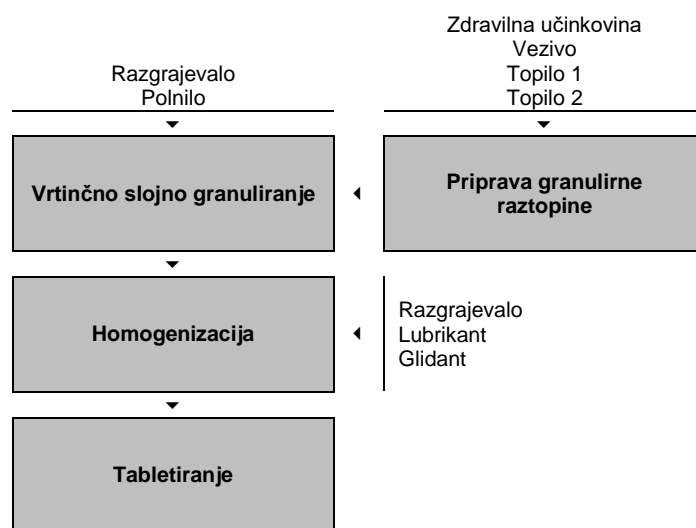 Zdravilna učinkovina
Vezivo
Topilo 1
Topilo 2
Razgrajevalo
Polnilo
Vrtinčno slojno granuliranje
Priprava granulirne
raztopine
Homogenizacija
Razgrajevalo
Lubrikant
Glidant
Tabletiranje